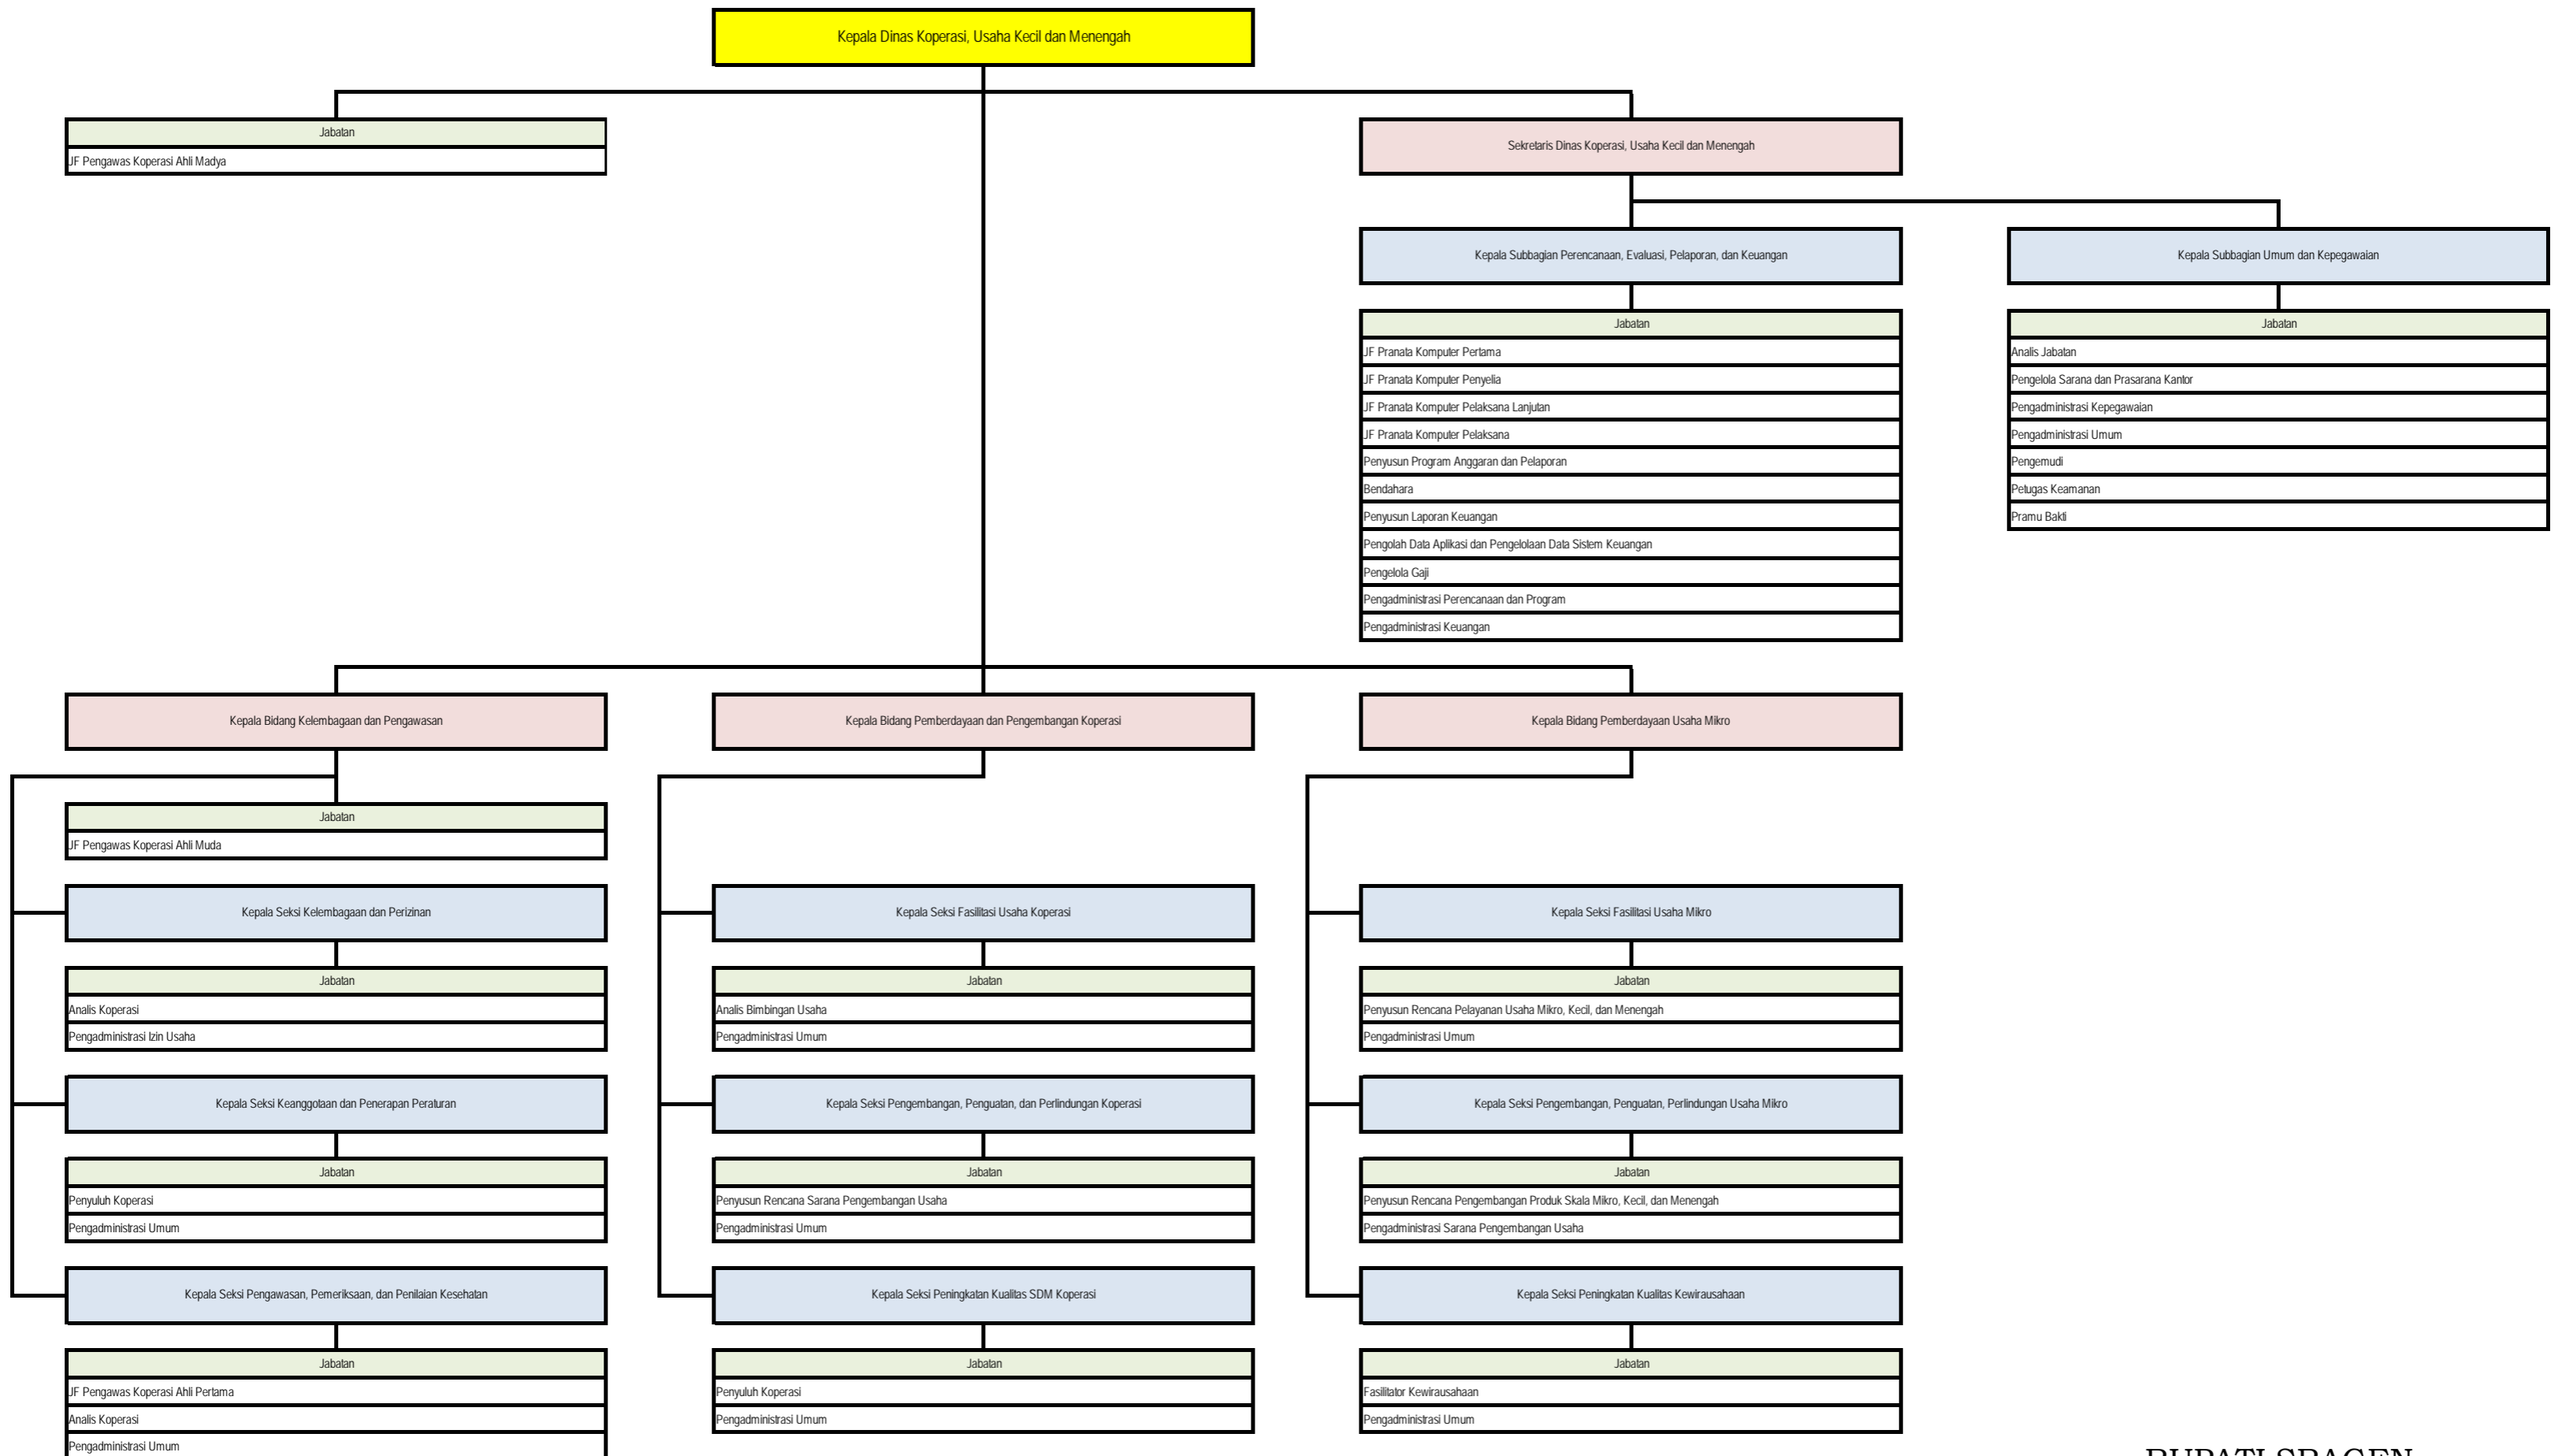 Kepala Dinas Koperasi, Usaha Kecil dan Menengah
Jabatan
JF Pengawas Koperasi Ahli Madya
Sekretaris Dinas Koperasi, Usaha Kecil dan Menengah
Kepala Subbagian Perencanaan, Evaluasi, Pelaporan, dan Keuangan
Jabatan
JF Pranata Komputer Pertama
JF Pranata Komputer Penyelia
JF Pranata Komputer Pelaksana Lanjutan
JF Pranata Komputer Pelaksana
Penyusun Program Anggaran dan Pelaporan
Bendahara
Penyusun Laporan Keuangan
Pengolah Data Aplikasi dan Pengelolaan Data Sistem Keuangan
Pengelola Gaji
Pengadministrasi Perencanaan dan Program
Pengadministrasi Keuangan
Kepala Subbagian Umum dan Kepegawaian
Jabatan
Analis Jabatan
Pengelola Sarana dan Prasarana Kantor
Pengadministrasi Kepegawaian
Pengadministrasi Umum
Pengemudi
Petugas Keamanan
Pramu Bakti
Kepala Bidang Kelembagaan dan Pengawasan
Jabatan
JF Pengawas Koperasi Ahli Muda
Kepala Seksi Kelembagaan dan Perizinan
Jabatan
Analis Koperasi
Pengadministrasi Izin Usaha
Kepala Seksi Keanggotaan dan Penerapan Peraturan
Jabatan
Penyuluh Koperasi
Pengadministrasi Umum
Kepala Seksi Pengawasan, Pemeriksaan, dan Penilaian Kesehatan
Jabatan
JF Pengawas Koperasi Ahli Pertama
Analis Koperasi
Pengadministrasi Umum
Kepala Bidang Pemberdayaan dan Pengembangan Koperasi
Kepala Seksi Fasilitasi Usaha Koperasi
Jabatan
Analis Bimbingan Usaha
Pengadministrasi Umum
Kepala Seksi Pengembangan, Penguatan, dan Perlindungan Koperasi
Jabatan
Penyusun Rencana Sarana Pengembangan Usaha
Pengadministrasi Umum
Kepala Seksi Peningkatan Kualitas SDM Koperasi
Jabatan
Penyuluh Koperasi
Pengadministrasi Umum
Kepala Bidang Pemberdayaan Usaha Mikro
Kepala Seksi Fasilitasi Usaha Mikro
Jabatan
Penyusun Rencana Pelayanan Usaha Mikro, Kecil, dan Menengah
Pengadministrasi Umum
Kepala Seksi Pengembangan, Penguatan, Perlindungan Usaha Mikro
Jabatan
Penyusun Rencana Pengembangan Produk Skala Mikro, Kecil, dan Menengah
Pengadministrasi Sarana Pengembangan Usaha
Kepala Seksi Peningkatan Kualitas Kewirausahaan
Jabatan
Fasilitator Kewirausahaan
Pengadministrasi Umum
BUPATI SRAGEN